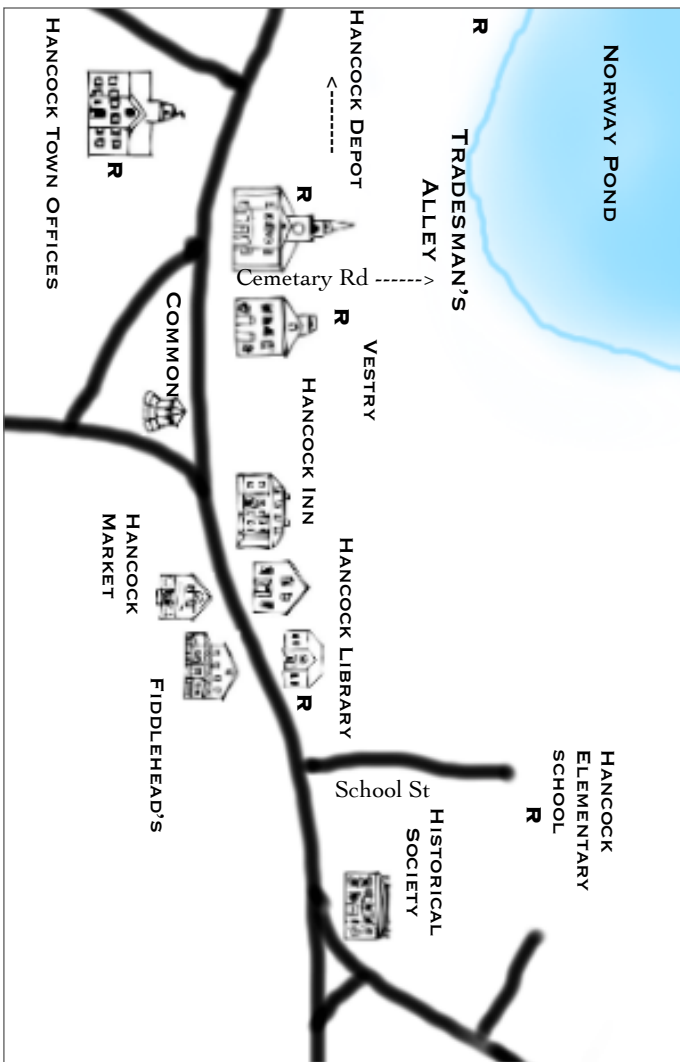 Norway Pond
R
Tradesman's
Alley
Hancock Depot
<--------
R
Cemetary Rd ------>
R
Vestry
Hancock Town Offices
R
Common
Hancock Inn
Hancock Library
R
Hancock
Market
Fiddlehead's
School St
Hancock
Elementary
school
R
Historical
Society